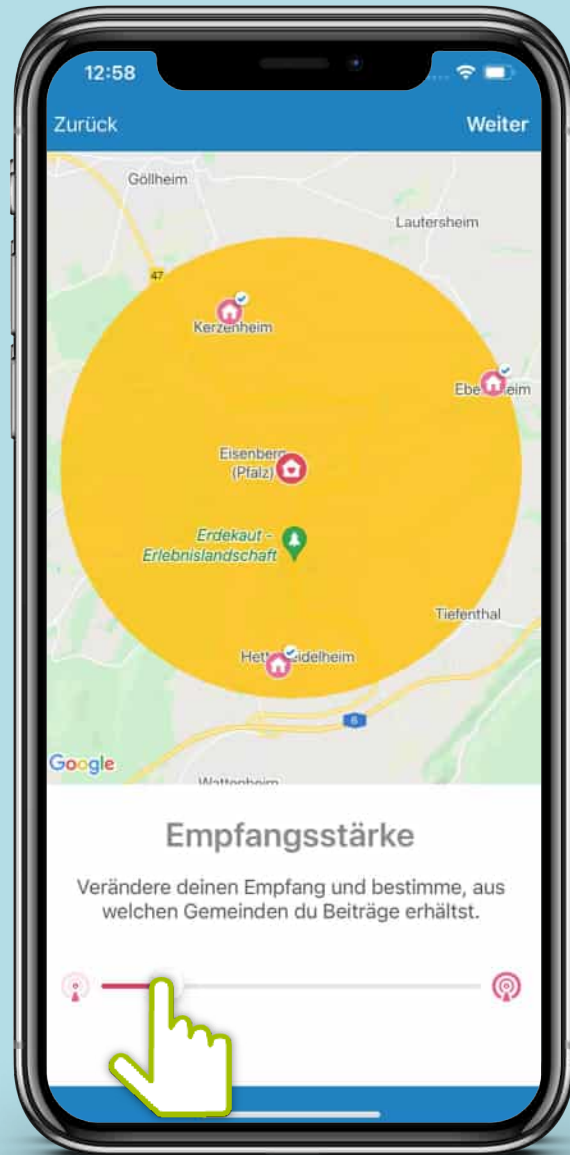 12:58
Zurück
Weiter
Göllheim
Lautersheim
47
Kerzenheim
Eisenberg
(Pfalz)
Erdekaut -
Erlebnislandschaft
Tiefenthal
6
Google
Empfangsstärke
Verändere deinen Empfang und bestimme, aus
welchen Gemeinden du Beiträge erhältst.